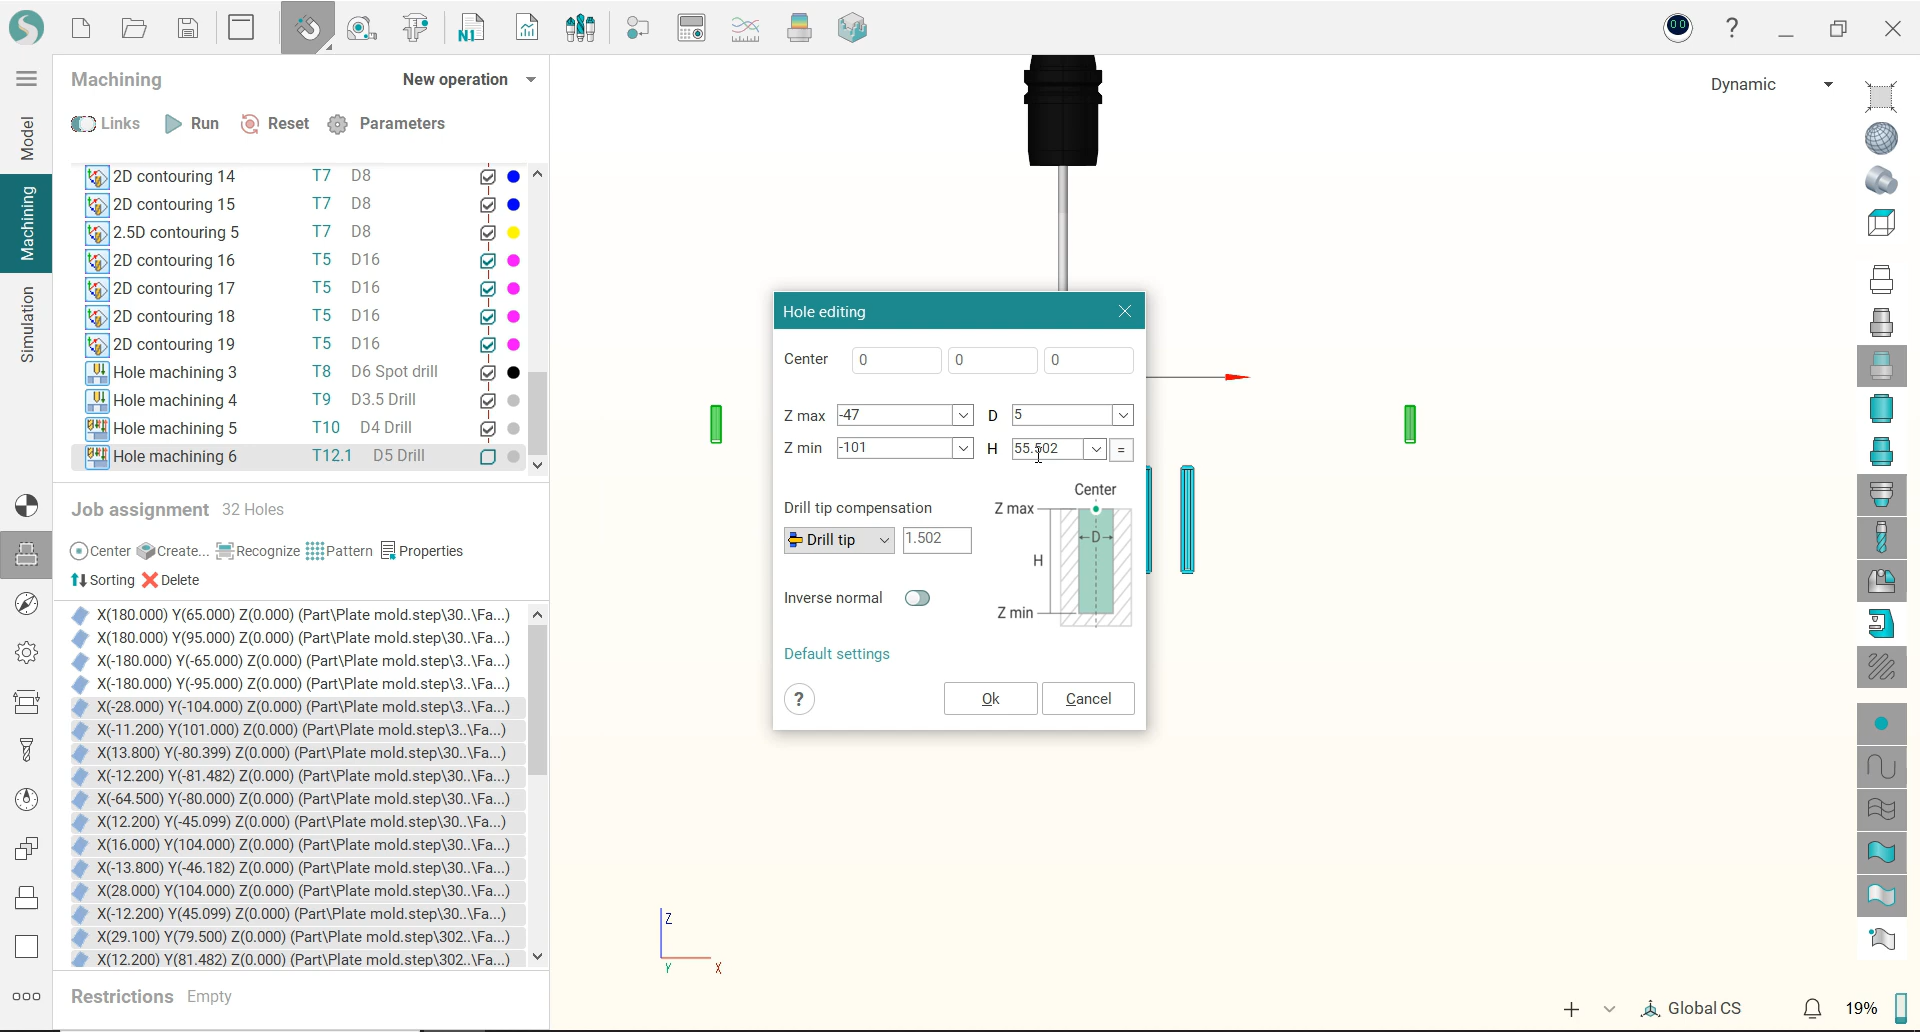 N1
?
Machining
New operation
Dynamic
Links
Run
Reset
Parameters
Model
Machining
Simulation
2D contouring 14 T7 D8
2D contouring 15 T7 D8
2.5D contouring 5 T7 D8
2D contouring 16 T5 D16
2D contouring 17 T5 D16
2D contouring 18 T5 D16
2D contouring 19 T5 D16
Hole machining 3 T8 D6 Spot drill
Hole machining 4 T9 D3.5 Drill
Hole machining 5 T10 D4 Drill
Hole machining 6 T12.1 D5 Drill
Job assignment 32 Holes
Center Create... Recognize Pattern Properties
Sorting Delete
X(180.000) Y(65.000) Z(0.000) (Part\Plate mold.step\30..\Fa...)
X(180.000) Y(95.000) Z(0.000) (Part\Plate mold.step\30..\Fa...)
X(-180.000) Y(-65.000) Z(0.000) (Part\Plate mold.step\3..\Fa...)
X(-180.000) Y(-95.000) Z(0.000) (Part\Plate mold.step\3..\Fa...)
X(-28.000) Y(-104.000) Z(0.000) (Part\Plate mold.step\3..\Fa...)
X(-11.200) Y(101.000) Z(0.000) (Part\Plate mold.step\3..\Fa...)
X(13.800) Y(-80.399) Z(0.000) (Part\Plate mold.step\30..\Fa...)
X(-12.200) Y(-81.482) Z(0.000) (Part\Plate mold.step\30..\Fa...)
X(-64.500) Y(-80.000) Z(0.000) (Part\Plate mold.step\30..\Fa...)
X(12.200) Y(-45.099) Z(0.000) (Part\Plate mold.step\30..\Fa...)
X(16.000) Y(104.000) Z(0.000) (Part\Plate mold.step\30..\Fa...)
X(-13.800) Y(-46.182) Z(0.000) (Part\Plate mold.step\30..\Fa...)
X(28.000) Y(104.000) Z(0.000) (Part\Plate mold.step\30..\Fa...)
X(-12.200) Y(45.099) Z(0.000) (Part\Plate mold.step\30..\Fa...)
X(29.100) Y(79.500) Z(0.000) (Part\Plate mold.step\302..\Fa...)
X(12.200) Y(81.482) Z(0.000) (Part\Plate mold.step\302..\Fa...)
Restrictions Empty
Hole editing
Center 0 0 0
Z max -47 D 5
Z min -101 H 55.502 =
Drill tip compensation
Drill tip 1.502
Inverse normal
Default settings
Center
Z max
D
H
Z min
?
Ok
Cancel
Z
Y
X
Global CS
19%